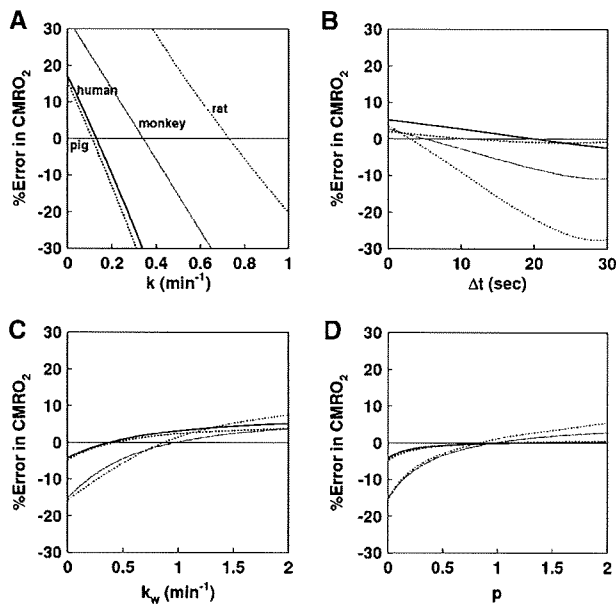 A
%Error in CMRO2
30
20
10
0
-10
-20
-30
human
monkey
rat
pig
0 0.2 0.4 0.6 0.8 1
k (min-1)
B
%Error in CMRO2
30
20
10
0
-10
-20
-30
0 10 20 30
Δt (sec)
C
%Error in CMRO2
30
20
10
0
-10
-20
-30
0 0.5 1 1.5 2
kw (min-1)
D
%Error in CMRO2
30
20
10
0
-10
-20
-30
0 0.5 1 1.5 2
p